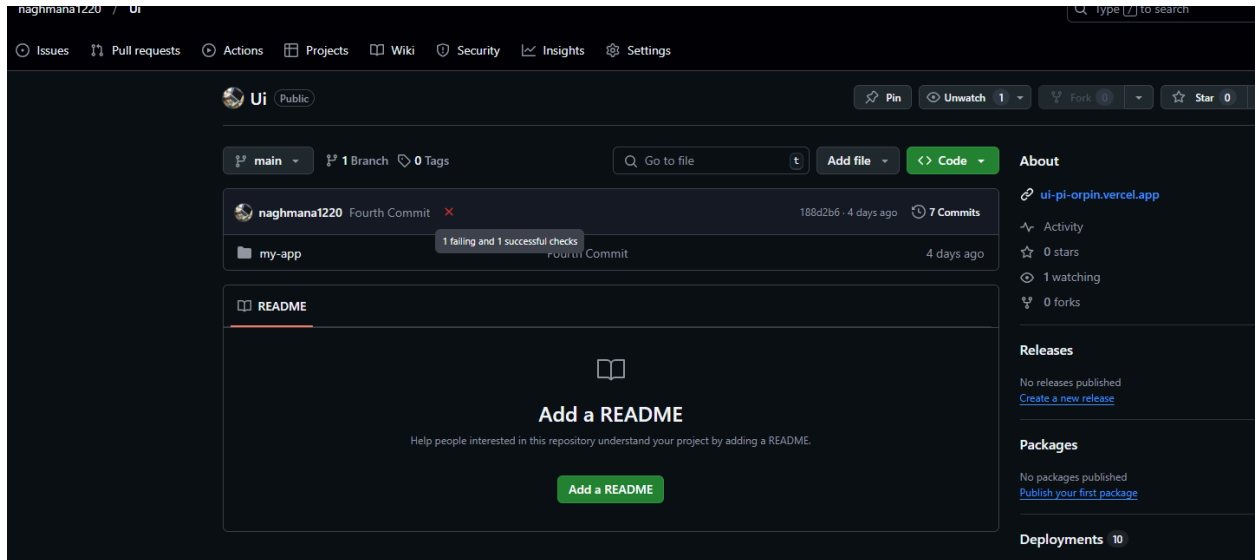 naghmana1220 / Ui
Type / to search
Issues Pull requests Actions Projects Wiki Security Insights Settings
Ui Public
Pin Unwatch 1 Fork 0 Star 0
main 1 Branch 0 Tags Go to file t Add file Code
naghmana1220 Fourth Commit 188d2b6 · 4 days ago 7 Commits
1 failing and 1 successful checks
my-app Fourth Commit 4 days ago
README
Add a README
Help people interested in this repository understand your project by adding a README.
Add a README
About
ui-pi-orpin.vercel.app
Activity
0 stars
1 watching
0 forks
Releases
No releases published
Create a new release
Packages
No packages published
Publish your first package
Deployments 10